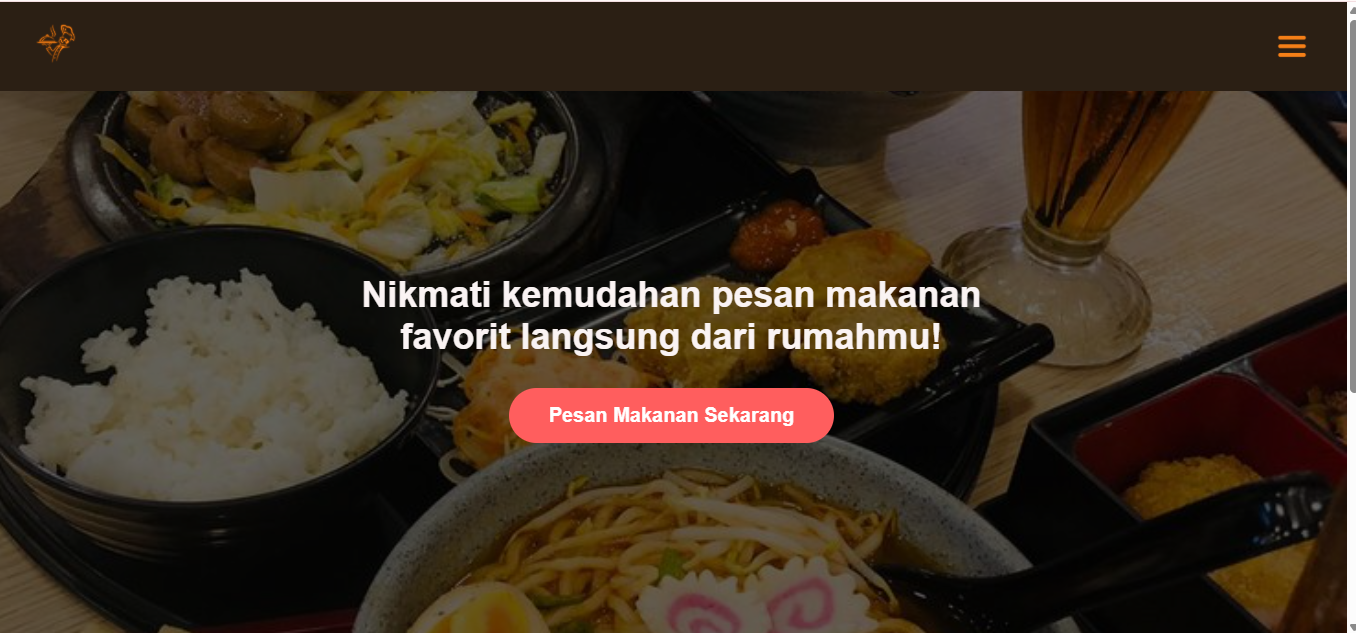 Nikmati kemudahan pesan makanan
favorit langsung dari rumahmu!
Pesan Makanan Sekarang